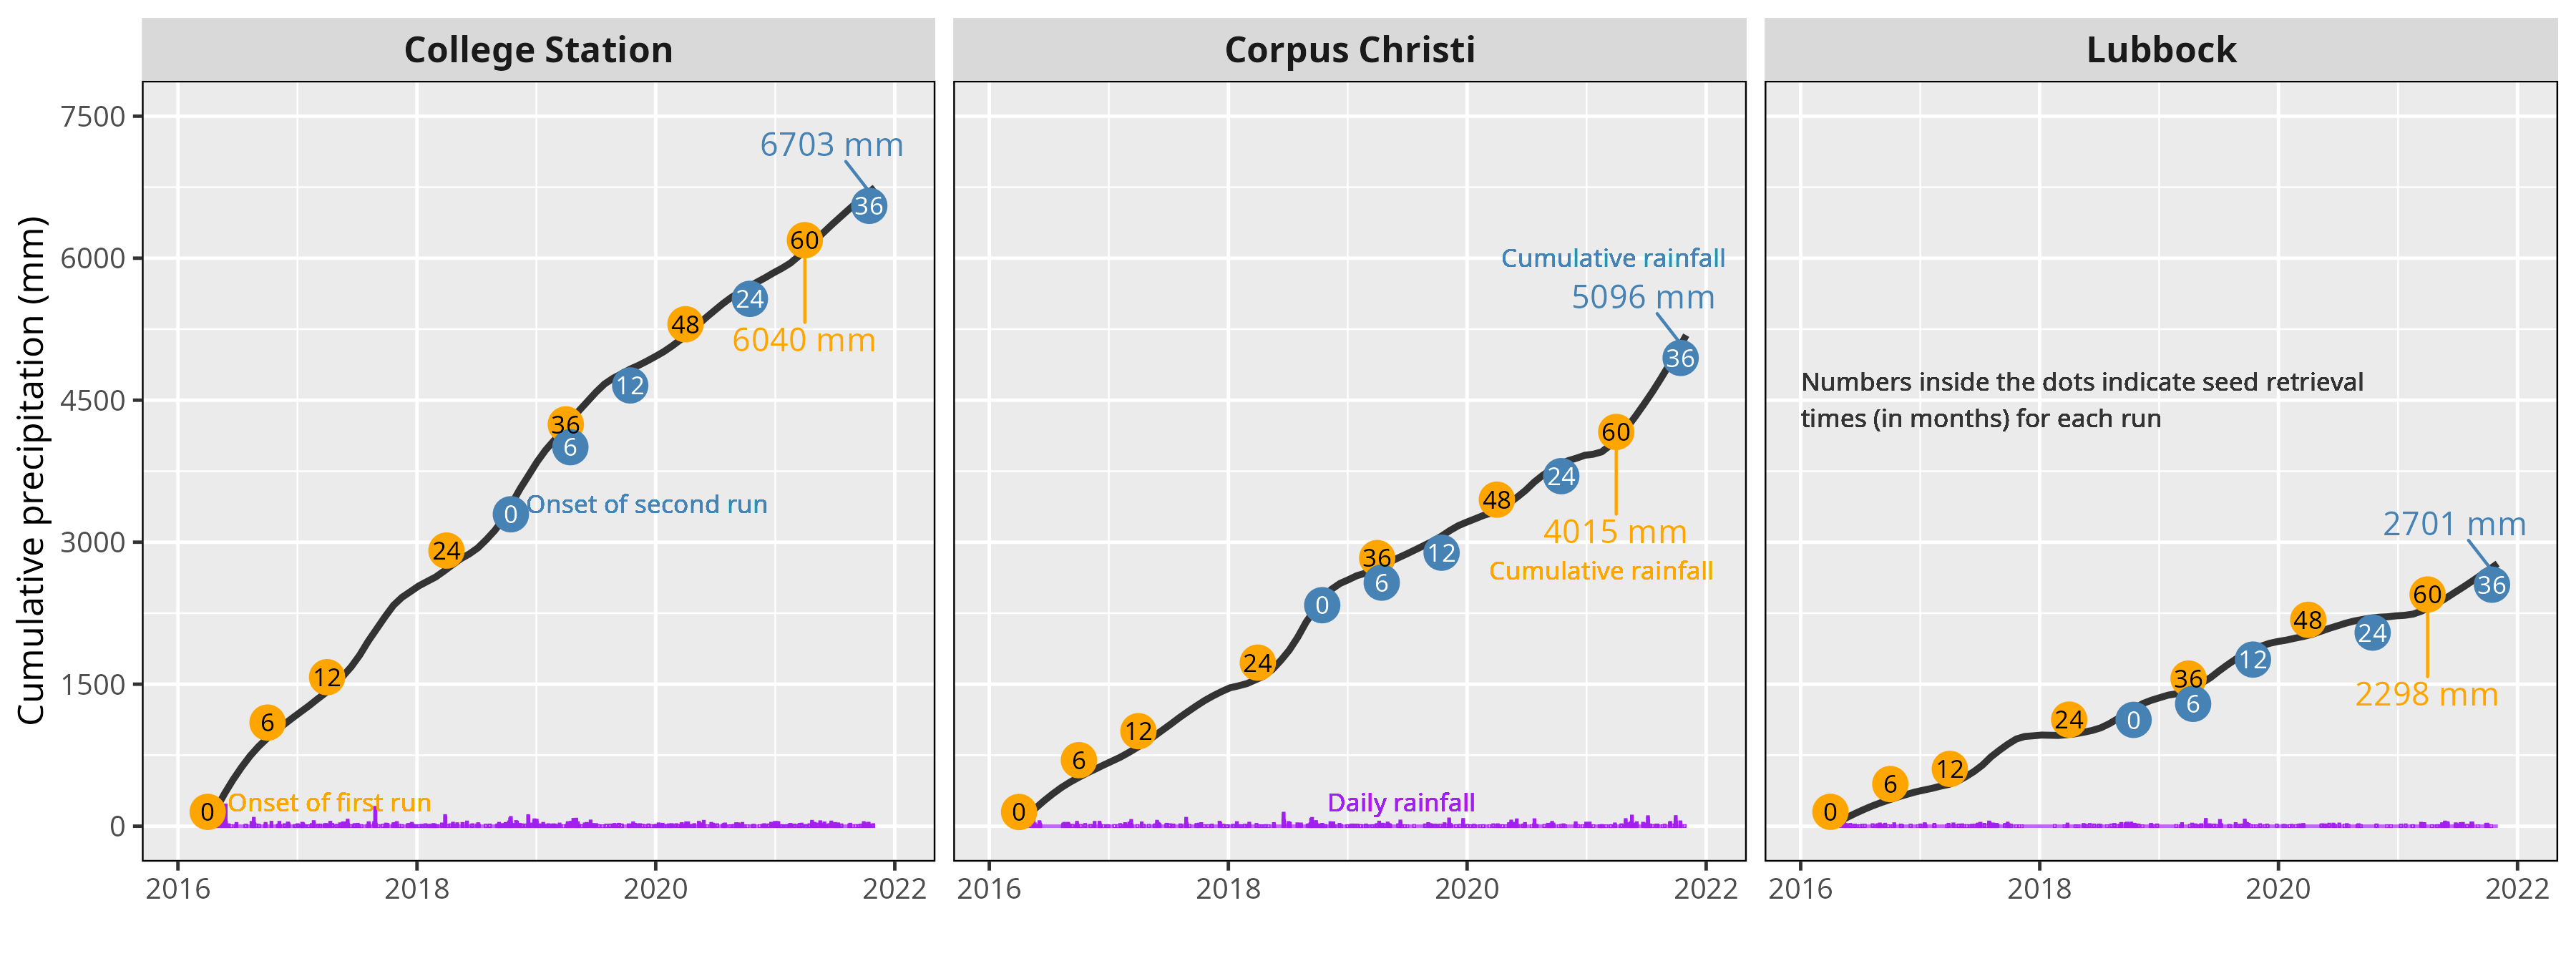 College Station
Corpus Christi
Lubbock
Cumulative precipitation (mm)
7500
6000
4500
3000
1500
0
6703 mm
36
60
24
48
6040 mm
12
36
6
0 Onset of second run
24
12
6
0 Onset of first run
2016 2018 2020 2022
Cumulative rainfall
5096 mm
36
60
24
48
4015 mm
Cumulative rainfall
12
36
6
0
24
12
6
0
Daily rainfall
2016 2018 2020 2022
Numbers inside the dots indicate seed retrieval
times (in months) for each run
2701 mm
36
60
48
24
2298 mm
12
36
6
24
0
12
6
0
2016 2018 2020 2022